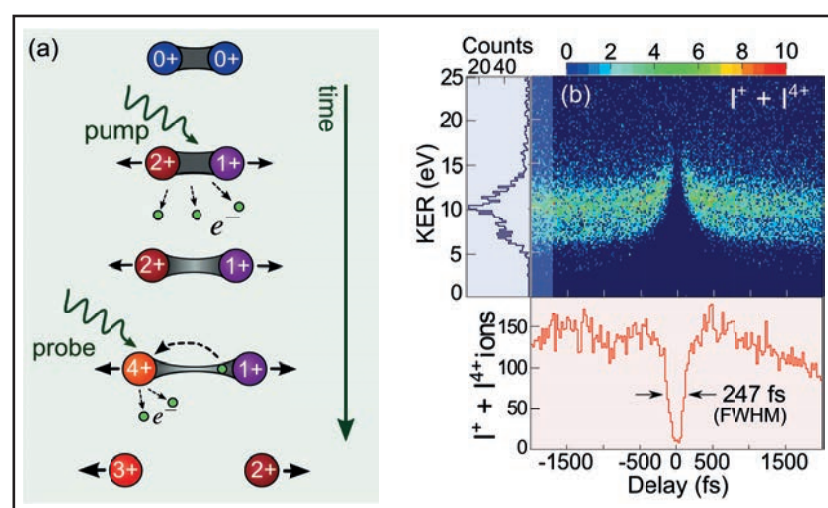 (a)
0+ 0+
time
pump
2+ 1+
e⁻
2+ 1+
probe
4+ 1+
e⁻
3+ 2+
Counts
20 40
0 2 4 6 8 10
(b)
I⁺ + I⁴⁺
KER (eV)
25
20
15
10
5
0
I⁺ + I⁴⁺ions
150
100
50
0
247 fs
(FWHM)
-1500 -500 0 500 1500
Delay (fs)